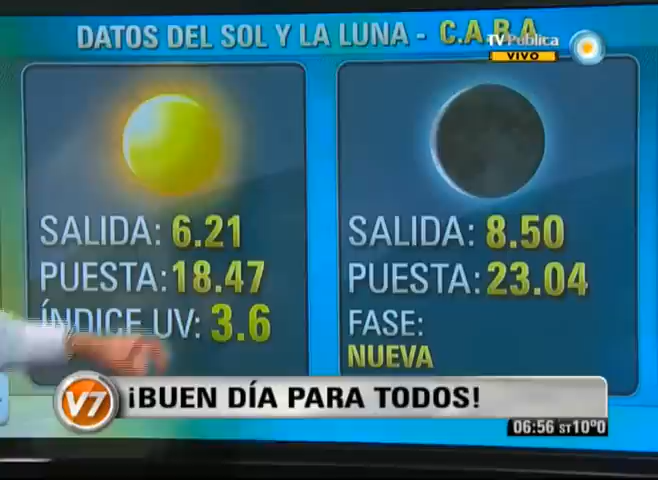 DATOS DEL SOL Y LA LUNA - C.A.B.A.
TV Pública
VIVO
SALIDA: 6.21
PUESTA: 18.47
ÍNDICE UV: 3.6
SALIDA: 8.50
PUESTA: 23.04
FASE:
NUEVA
V7
¡BUEN DÍA PARA TODOS!
06:56 ST10º0